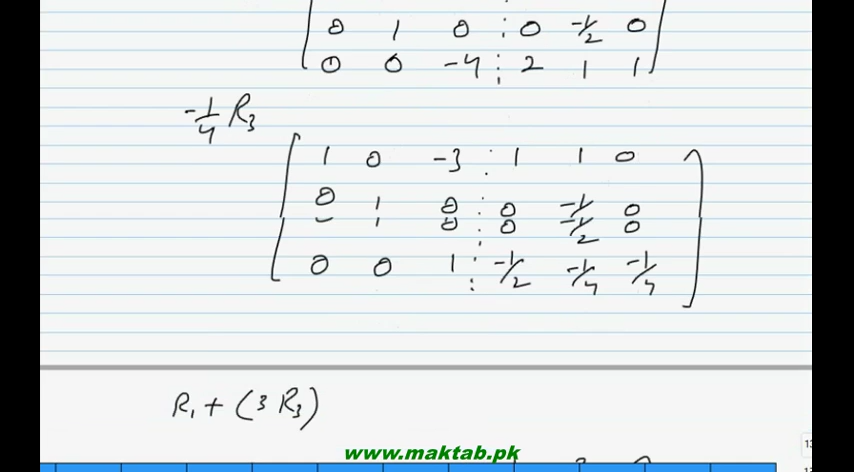 0 1 0 : 0 -1/2 0
0 0 -4 : 2 1 1
-1/4 R₃
1 0 -3 : 1 1 0
0 1 0 : 0 -1/2 0
0 0 1 : -1/2 -1/4 -1/4
R₁ + (3 R₃)
www.maktab.pk